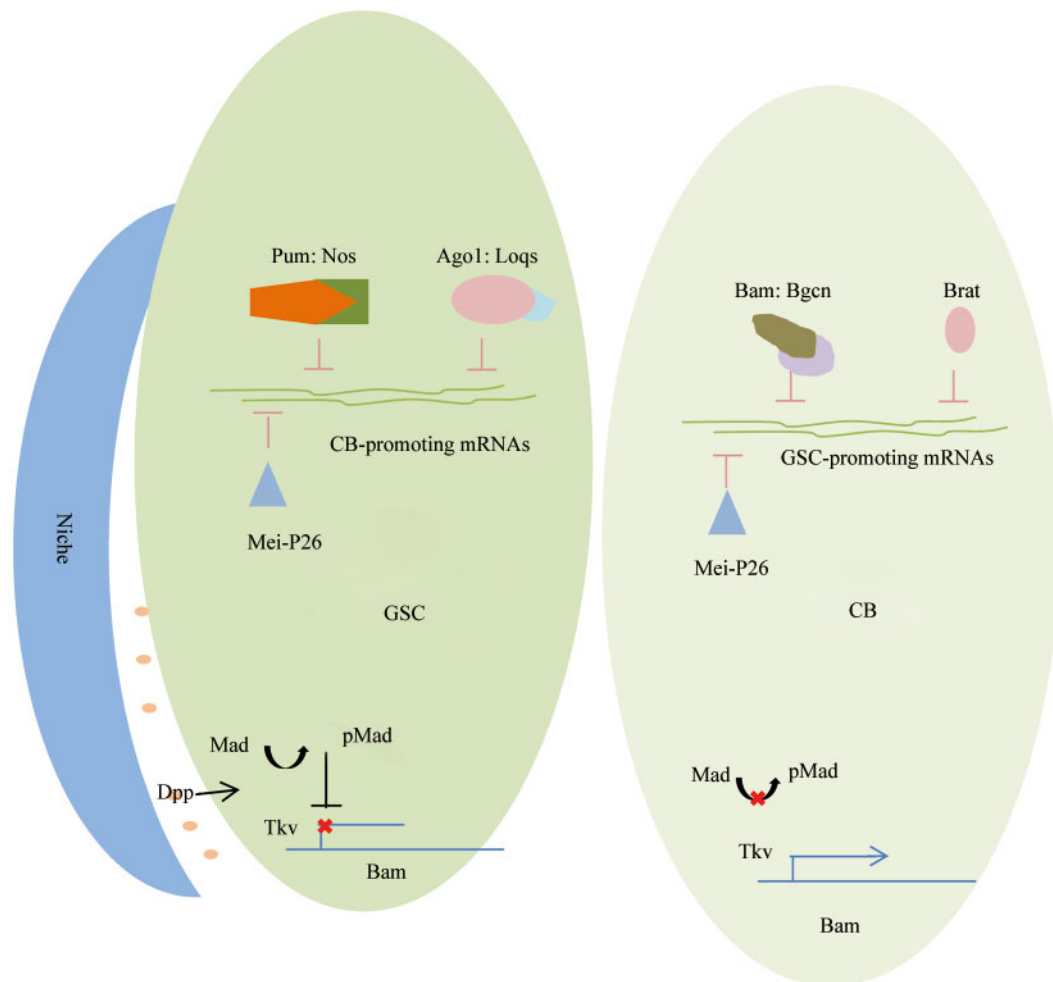 Pum: Nos
Ago1: Loqs
CB-promoting mRNAs
Mei-P26
Niche
GSC
Mad
pMad
Dpp
Tkv
Bam
Bam: Bgcn
Brat
GSC-promoting mRNAs
Mei-P26
CB
Mad
pMad
Tkv
Bam